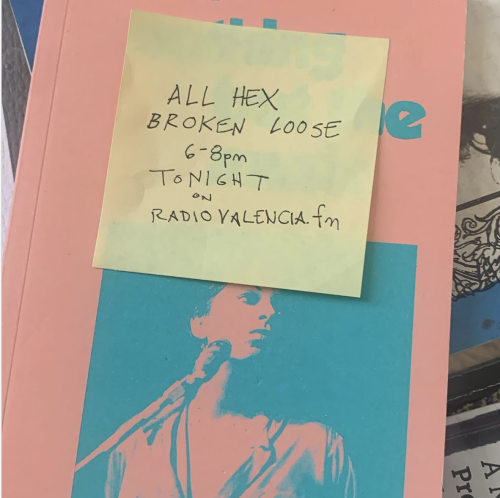 ALL HEX
BROKEN LOOSE
6-8pm
TONIGHT
ON
RADIOVALENCIA.fm